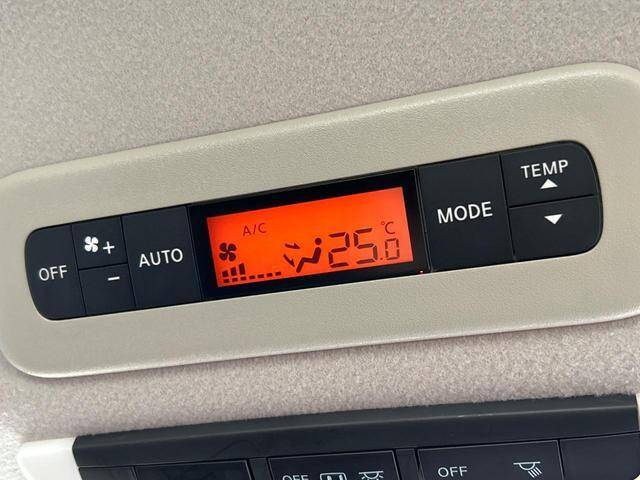 OFF
+
-
AUTO
A/C
25.0 °C
MODE
TEMP
OFF
OFF